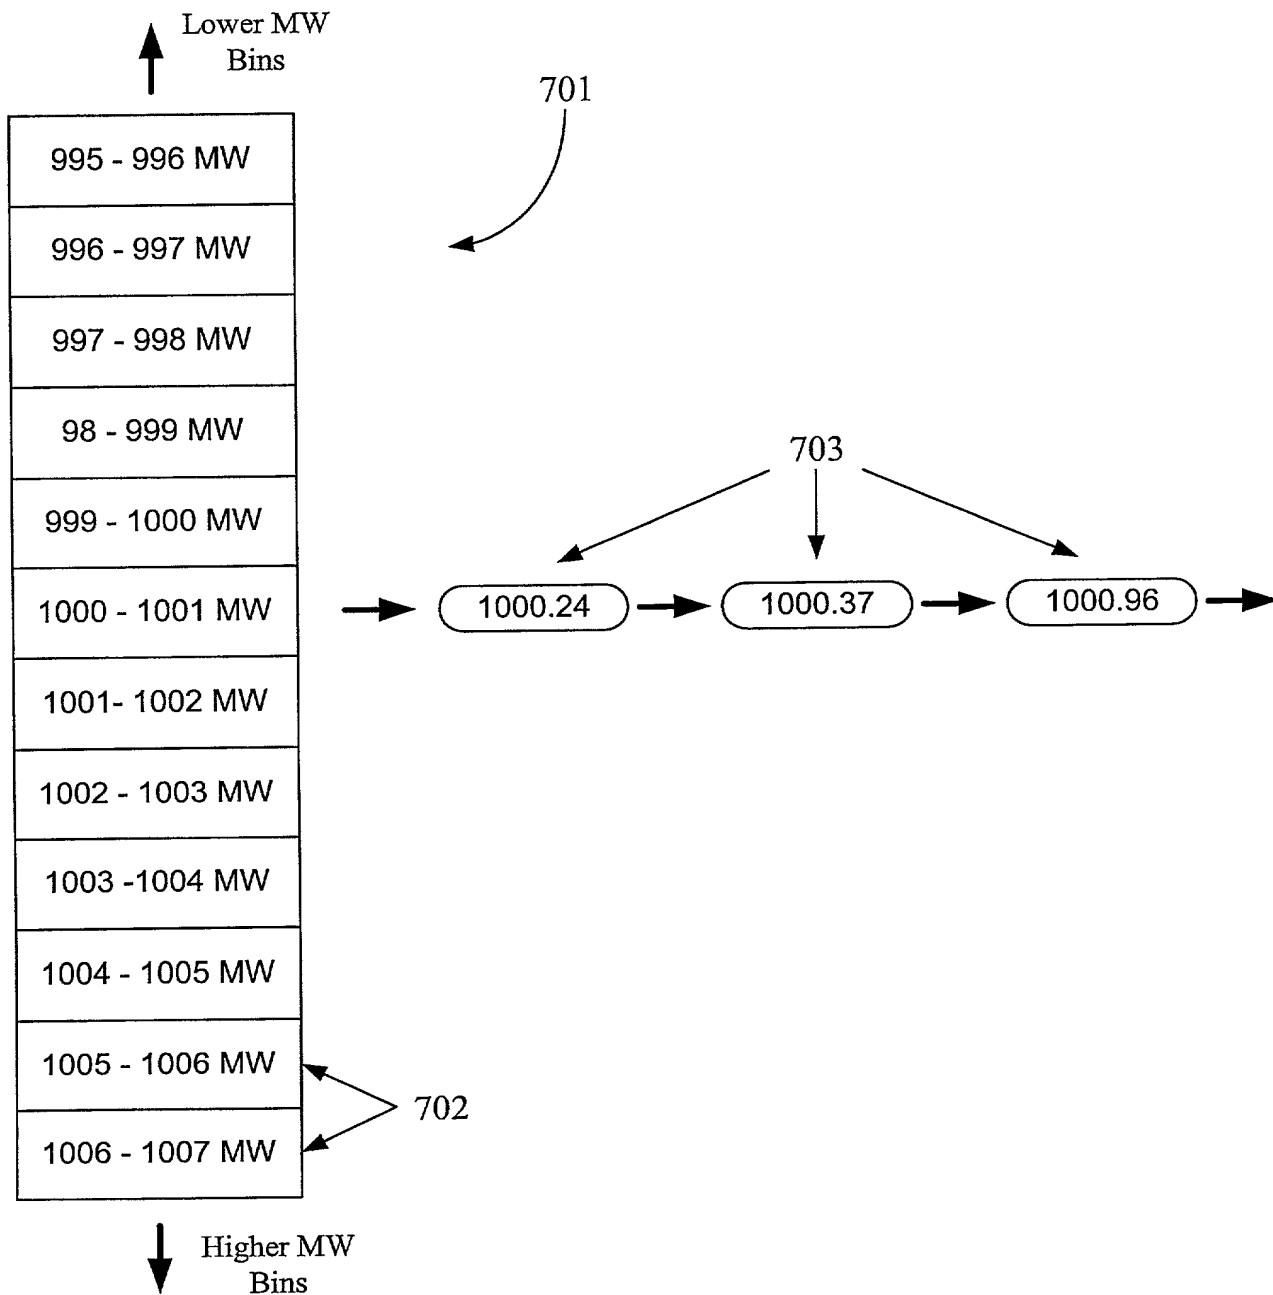 Lower MW
Bins
701
995 - 996 MW
996 - 997 MW
997 - 998 MW
98 - 999 MW
703
999 - 1000 MW
1000 - 1001 MW
1000.24
1000.37
1000.96
1001- 1002 MW
1002 - 1003 MW
1003 -1004 MW
1004 - 1005 MW
1005 - 1006 MW
702
1006 - 1007 MW
Higher MW
Bins